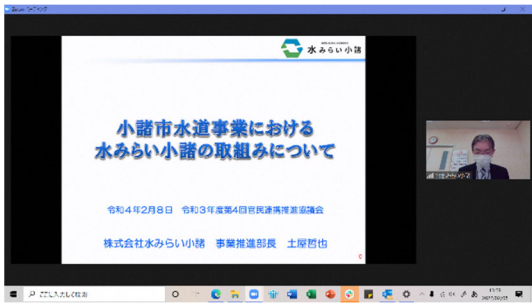 水みらい小諸
小諸市水道事業における
水みらい小諸の取組みについて
令和4年2月8日 令和3年度第4回官民連携推進協議会
株式会社水みらい小諸 事業推進部長 土屋哲也
ここに入力して検索